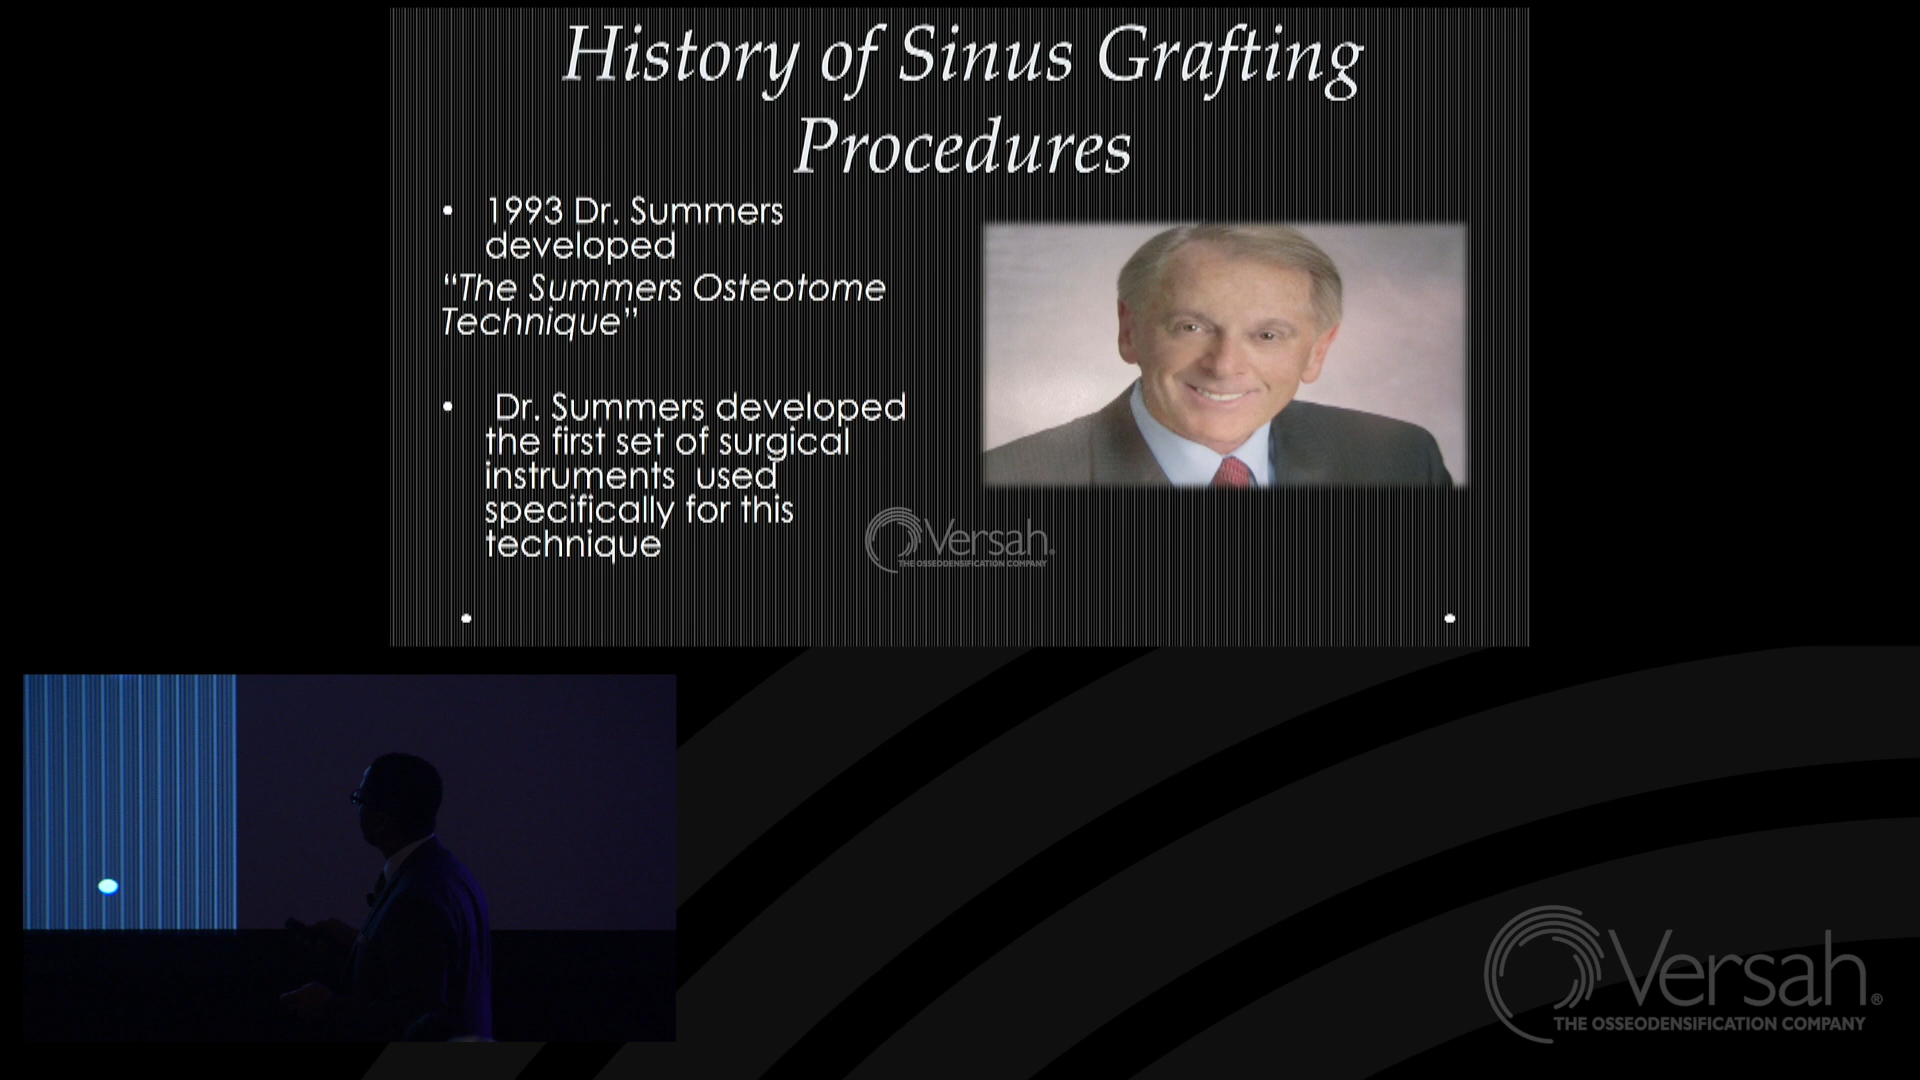 History of Sinus Grafting
Procedures
• 1993 Dr. Summers
developed
“The Summers Osteotome
Technique”
• Dr. Summers developed
the first set of surgical
instruments used
specifically for this
technique
Versah®
THE OSSEODENSIFICATION COMPANY
Versah®
THE OSSEODENSIFICATION COMPANY